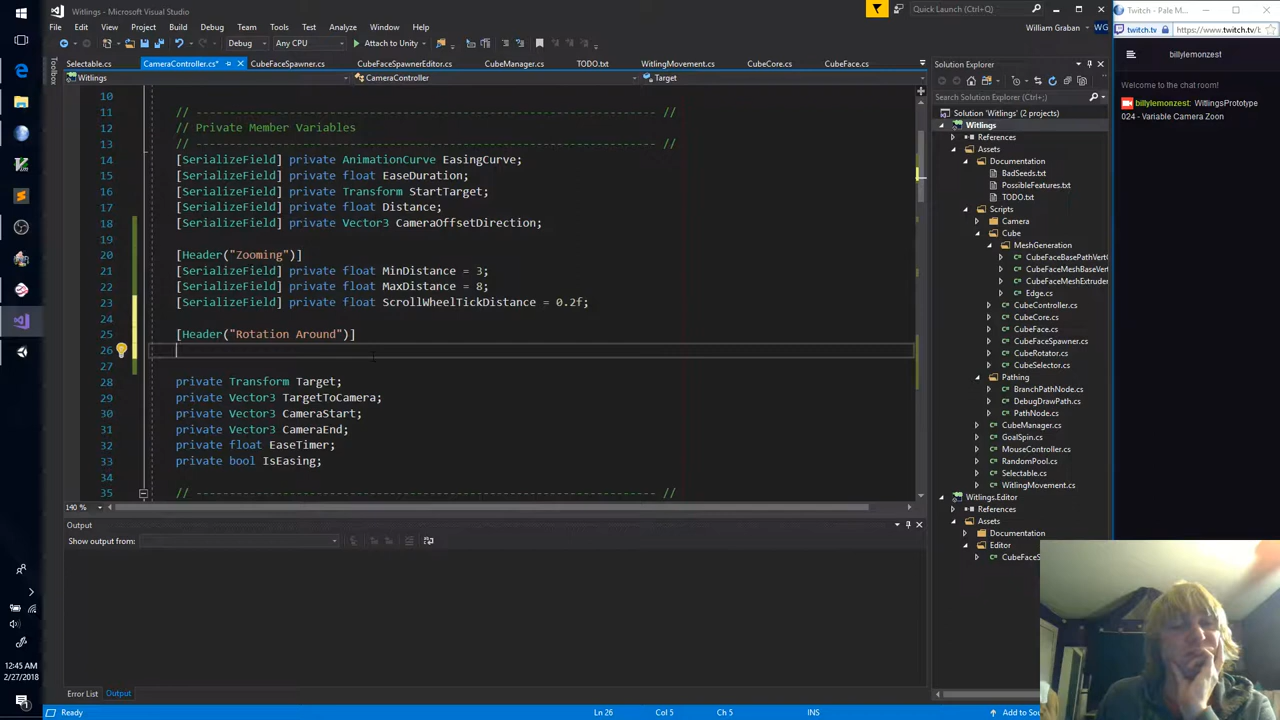 Witlings - Microsoft Visual Studio
Quick Launch (Ctrl+Q)
File Edit View Project Build Debug Team Tools Test Analyze Window Help
William Graban WG
Debug Any CPU Attach to Unity
Selectable.cs CameraController.cs* CubeFaceSpawner.cs CubeFaceSpawnerEditor.cs CubeManager.cs TODO.txt WitlingMovement.cs CubeCore.cs CubeFace.cs
Witlings CameraController Target
10
11 // ------------------------------------------------------- //
12 // Private Member Variables
13 // ------------------------------------------------------- //
14 [SerializeField] private AnimationCurve EasingCurve;
15 [SerializeField] private float EaseDuration;
16 [SerializeField] private Transform StartTarget;
17 [SerializeField] private float Distance;
18 [SerializeField] private Vector3 CameraOffsetDirection;
19
20 [Header("Zooming")]
21 [SerializeField] private float MinDistance = 3;
22 [SerializeField] private float MaxDistance = 8;
23 [SerializeField] private float ScrollWheelTickDistance = 0.2f;
24
25 [Header("Rotation Around")]
26
27
28 private Transform Target;
29 private Vector3 TargetToCamera;
30 private Vector3 CameraStart;
31 private Vector3 CameraEnd;
32 private float EaseTimer;
33 private bool IsEasing;
34
35 // ------------------------------------------------------- //
140 %
Output
Show output from:
Error List Output
Ready Ln 26 Col 5 Ch 5 INS Add to Sou
Toolbox
Solution Explorer
Search Solution Explorer (Ctrl+;)
Solution 'Witlings' (2 projects)
Witlings
References
Assets
Documentation
BadSeeds.txt
PossibleFeatures.txt
TODO.txt
Scripts
Camera
Cube
MeshGeneration
CubeFaceBasePathVertG
CubeFaceMeshBaseVert
CubeFaceMeshExtruder
Edge.cs
CubeController.cs
CubeCore.cs
CubeFace.cs
CubeFaceSpawner.cs
CubeRotator.cs
CubeSelector.cs
Pathing
BranchPathNode.cs
DebugDrawPath.cs
PathNode.cs
CubeManager.cs
GoalSpin.cs
MouseController.cs
RandomPool.cs
Selectable.cs
WitlingMovement.cs
Witlings.Editor
References
Assets
Documentation
Editor
CubeFaceS
Twitch - Pale M...
twitch.tv https://www.twitch.tv/b
billylemonzest
Welcome to the chat room!
billylemonzest: WitlingsPrototype
024 - Variable Camera Zoon
12:45 AM
2/27/2018